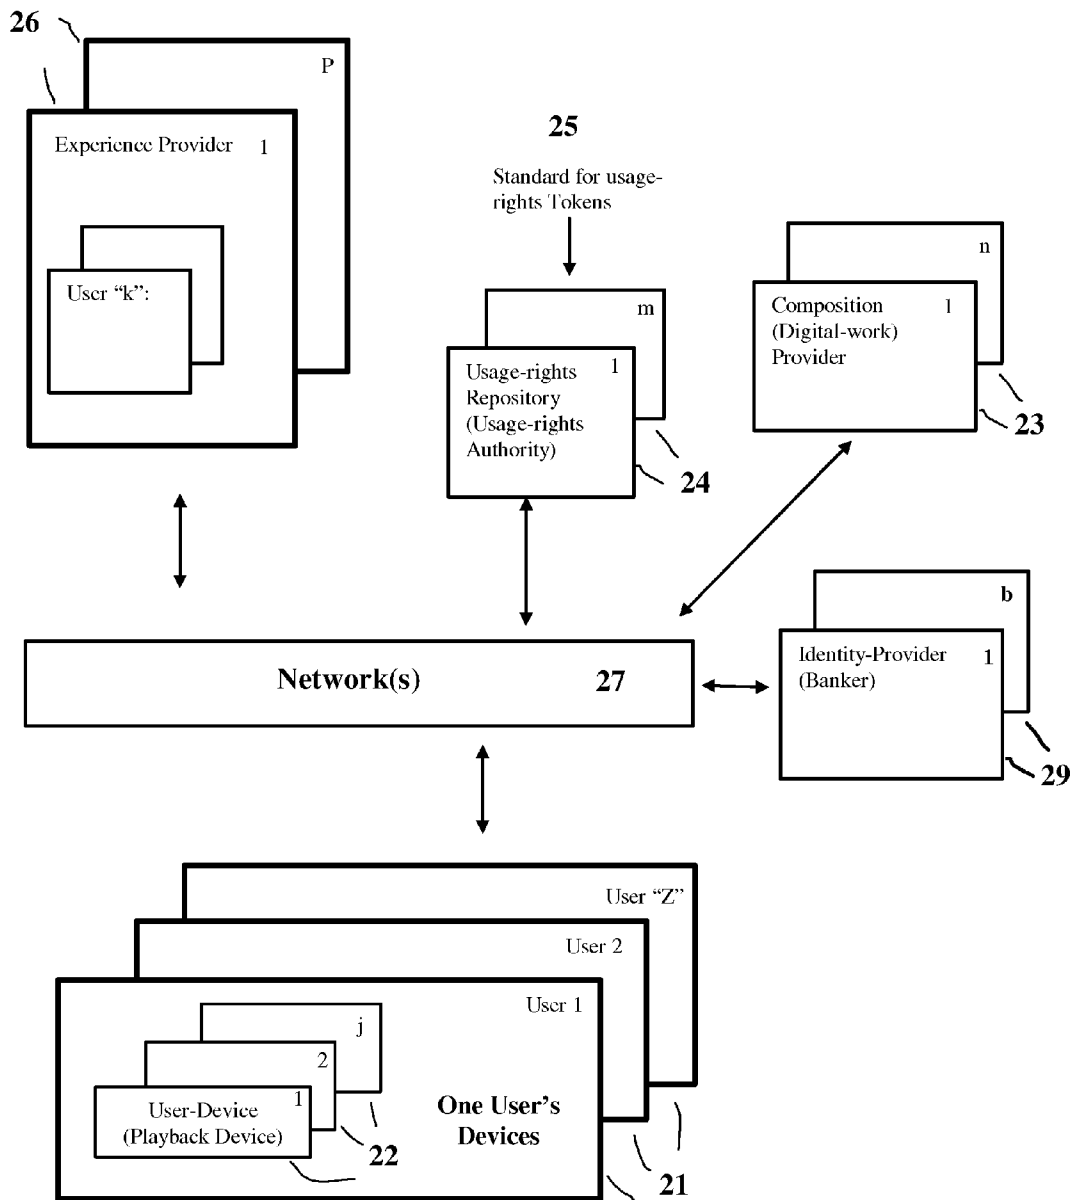 26
P
Experience Provider 1
User “k”:
25
Standard for usage-
rights Tokens
m
1
Usage-rights
Repository
(Usage-rights
Authority)
24
n
1
Composition
(Digital-work)
Provider
23
b
Identity-Provider 1
(Banker)
29
Network(s) 27
User “Z”
User 2
User 1
j
2
1
User-Device
(Playback Device)
22
One User’s
Devices
21